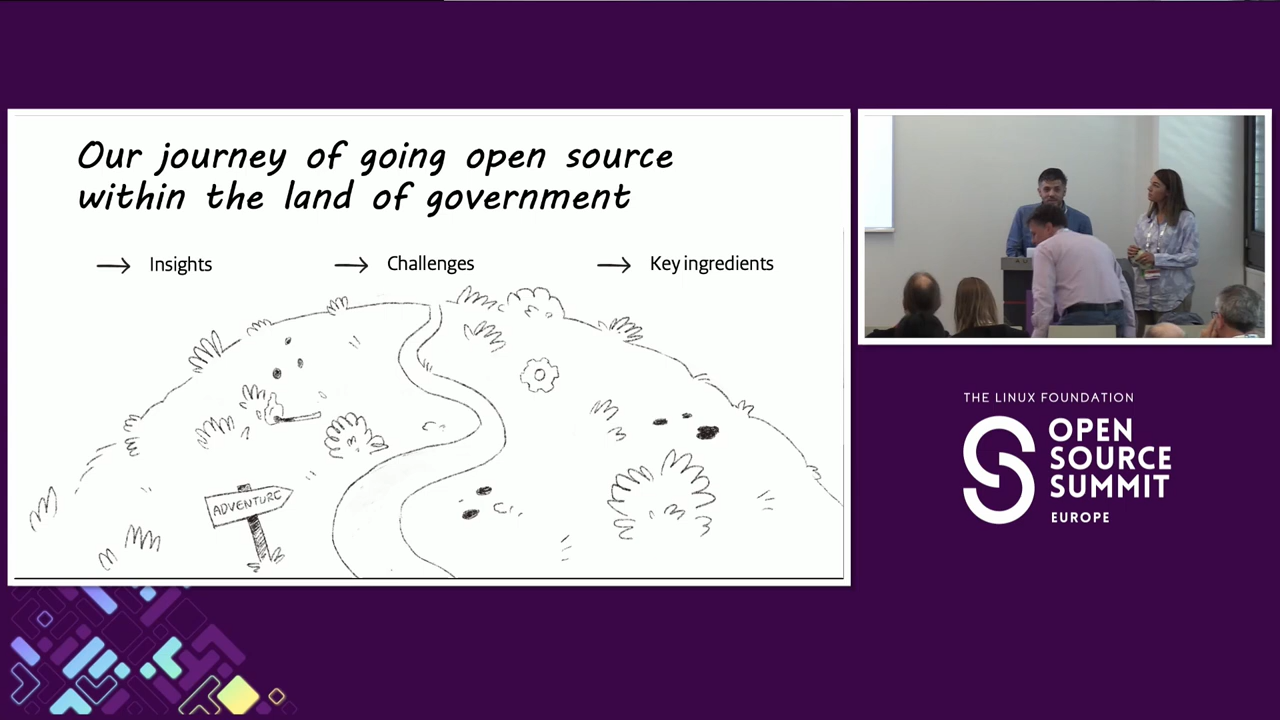 Our journey of going open source
within the land of government
→ Insights
→ Challenges
→ Key ingredients
ADVENTURE
THE LINUX FOUNDATION
OPEN
SOURCE
SUMMIT
EUROPE